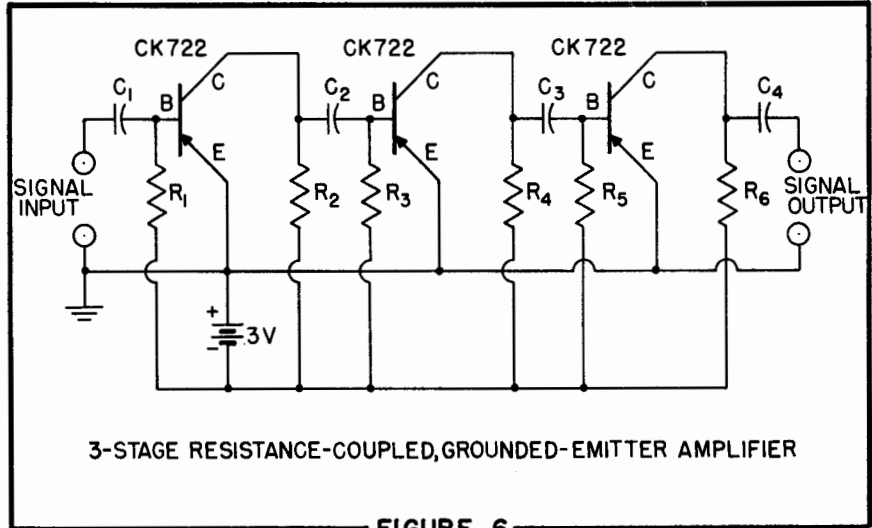 CK722 CK722 CK722
C C C
C₁ C₂ C₃ C₄
B B B
E E E
SIGNAL INPUT
R₁ R₂ R₃ R₄ R₅ R₆
SIGNAL OUTPUT
+
3V
-
3-STAGE RESISTANCE-COUPLED, GROUNDED-EMITTER AMPLIFIER
FIGURE 6